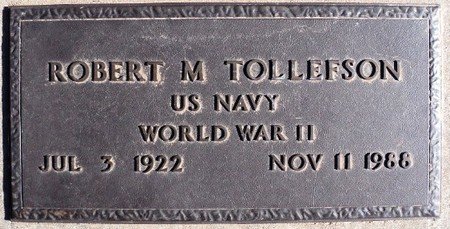 ROBERT M TOLLEFSON
US NAVY
WORLD WAR II
JUL 3 1922 NOV 11 1988